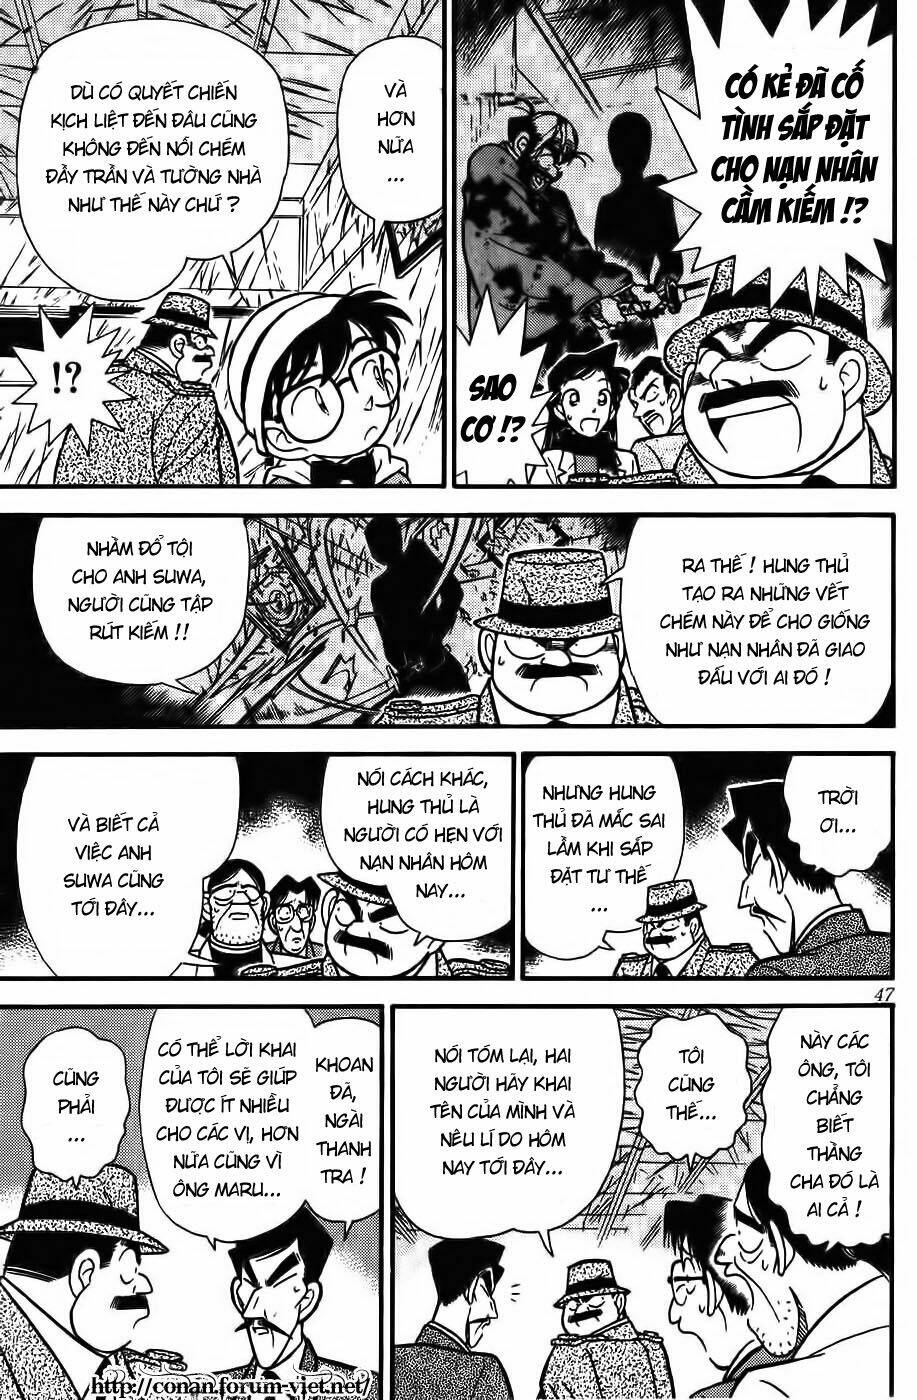 CÓ KẺ ĐÃ CỐ
TÌNH SẮP ĐẶT
CHO NẠN NHÂN
CẦM KIẾM !?
SAO
CƠ !?
VÀ
HƠN
NỮA
...
DÙ CÓ QUYẾT CHIẾN
KỊCH LIỆT ĐẾN ĐÂU CŨNG
KHÔNG ĐẾN NỖI CHÉM
ĐẦY TRẦN VÀ TƯỜNG NHÀ
NHƯ THẾ NÀY CHỨ ?
!?
RA THẾ ! HUNG THỦ
TẠO RA NHỮNG VẾT
CHÉM NÀY ĐỂ CHO GIỐNG
NHƯ NẠN NHÂN ĐÃ GIAO
ĐẤU VỚI AI ĐÓ !
NHẰM ĐỔ TỘI
CHO ANH SUWA,
NGƯỜI CŨNG TẬP
RÚT KIẾM !!
TRỜI
ƠI...
NHƯNG HUNG
THỦ ĐÃ MẮC SAI
LẦM KHI SẮP
ĐẶT TƯ THẾ
...
NÓI CÁCH KHÁC,
HUNG THỦ LÀ
NGƯỜI CÓ HẸN VỚI
NẠN NHÂN HÔM
NAY...
VÀ BIẾT CẢ
VIỆC ANH
SUWA CŨNG
TỚI ĐÂY...
47
NÀY CÁC
ÔNG, TÔI
CHẲNG
BIẾT
THẰNG
CHA ĐÓ LÀ
AI CẢ !
TÔI
CŨNG
THẾ...
NÓI TÓM LẠI, HAI
NGƯỜI HÃY KHAI
TÊN CỦA MÌNH VÀ
NÊU LÍ DO HÔM
NAY TỚI ĐÂY...
KHOAN
ĐÃ,
NGÀI
THANH
TRA !
CÓ THỂ LỜI KHAI
CỦA TÔI SẼ GIÚP
ĐƯỢC ÍT NHIỀU
CHO CÁC VỊ, HƠN
NỮA CŨNG VÌ
ÔNG MARU...
CŨNG
PHẢI
...
http://conan.forum-viet.net/